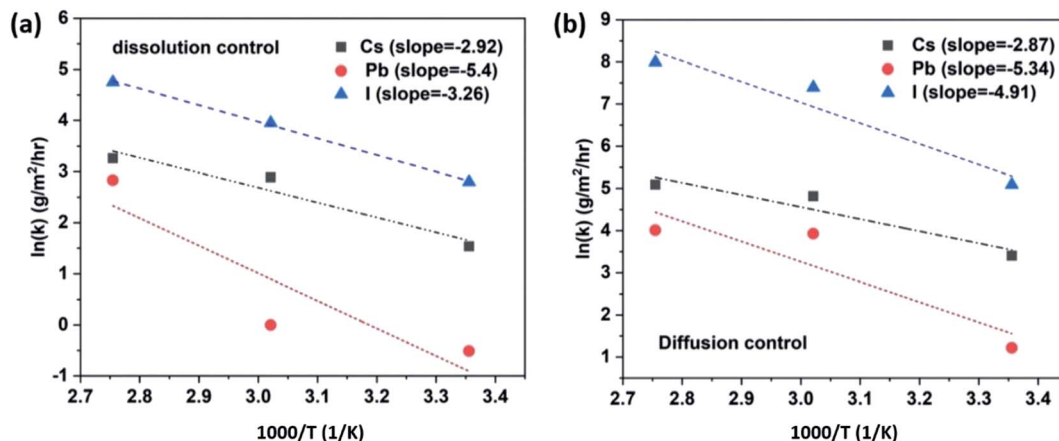 (a)
dissolution control
Cs (slope=-2.92)
Pb (slope=-5.4)
I (slope=-3.26)
ln(k) (g/m²/hr)
6
5
4
3
2
1
0
-1
2.7 2.8 2.9 3.0 3.1 3.2 3.3 3.4
1000/T (1/K)
(b)
Cs (slope=-2.87)
Pb (slope=-5.34)
I (slope=-4.91)
Diffusion control
ln(k) (g/m²/hr)
9
8
7
6
5
4
3
2
1
2.7 2.8 2.9 3.0 3.1 3.2 3.3 3.4
1000/T (1/K)